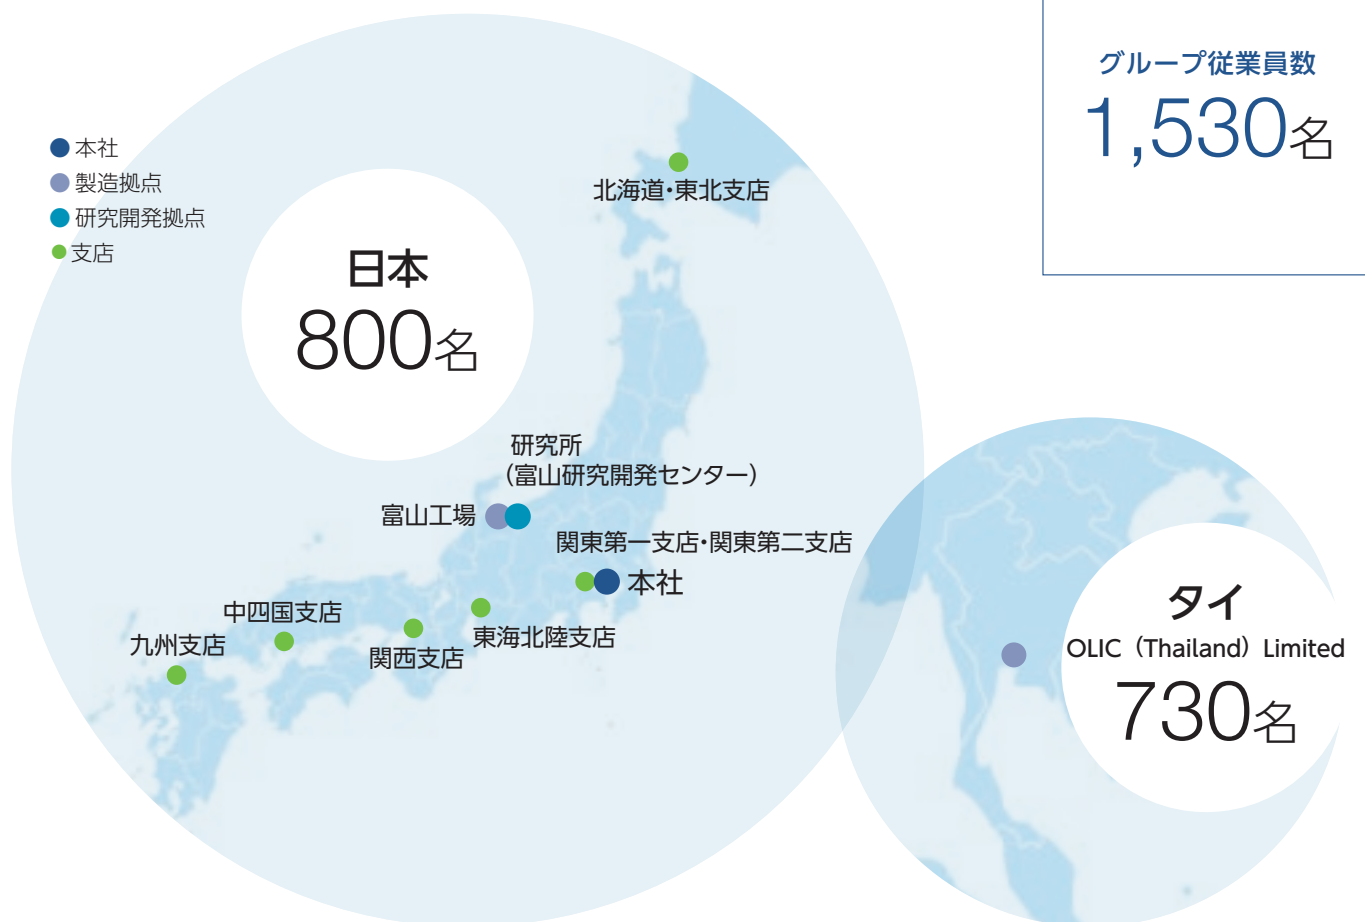 グループ従業員数
1,530名
本社
製造拠点
研究開発拠点
支店
日本
800名
北海道・東北支店
研究所
（富山研究開発センター）
富山工場
関東第一支店・関東第二支店
本社
中四国支店
九州支店
関西支店
東海北陸支店
タイ
OLIC（Thailand）Limited
730名